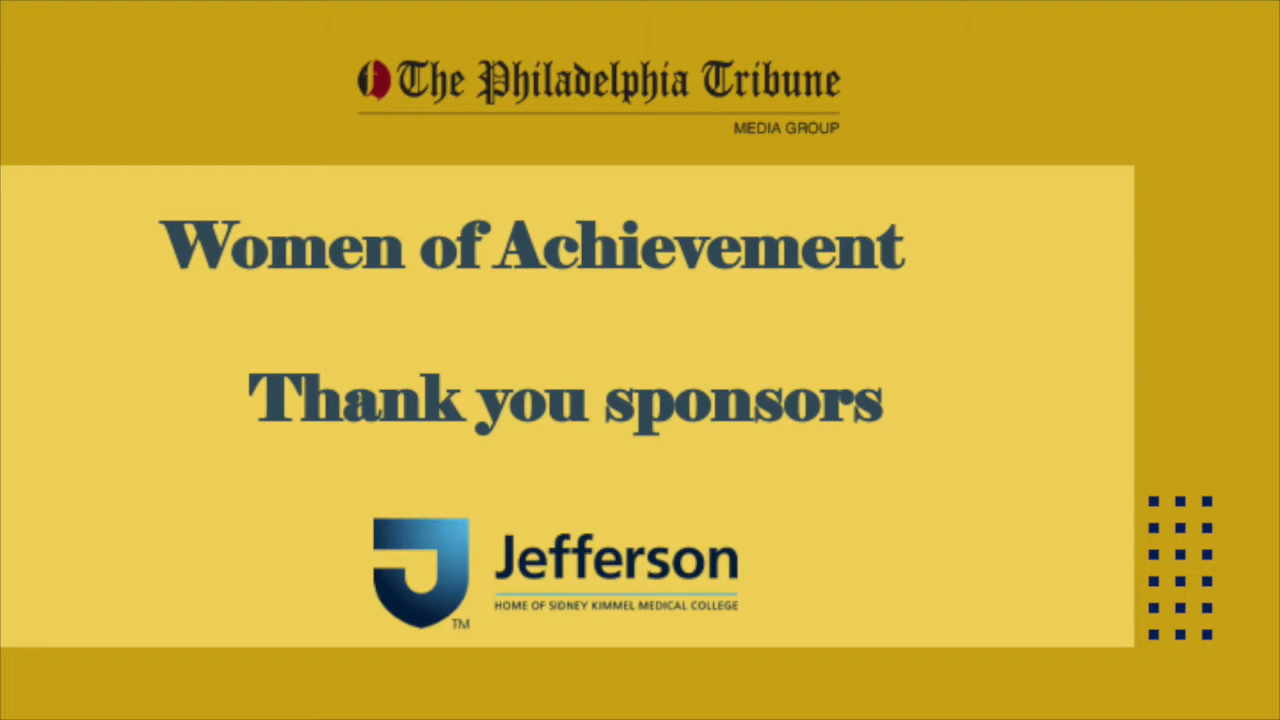 The Philadelphia Tribune
MEDIA GROUP
Women of Achievement
Thank you sponsors
Jefferson
HOME OF SIDNEY KIMMEL MEDICAL COLLEGE
TM